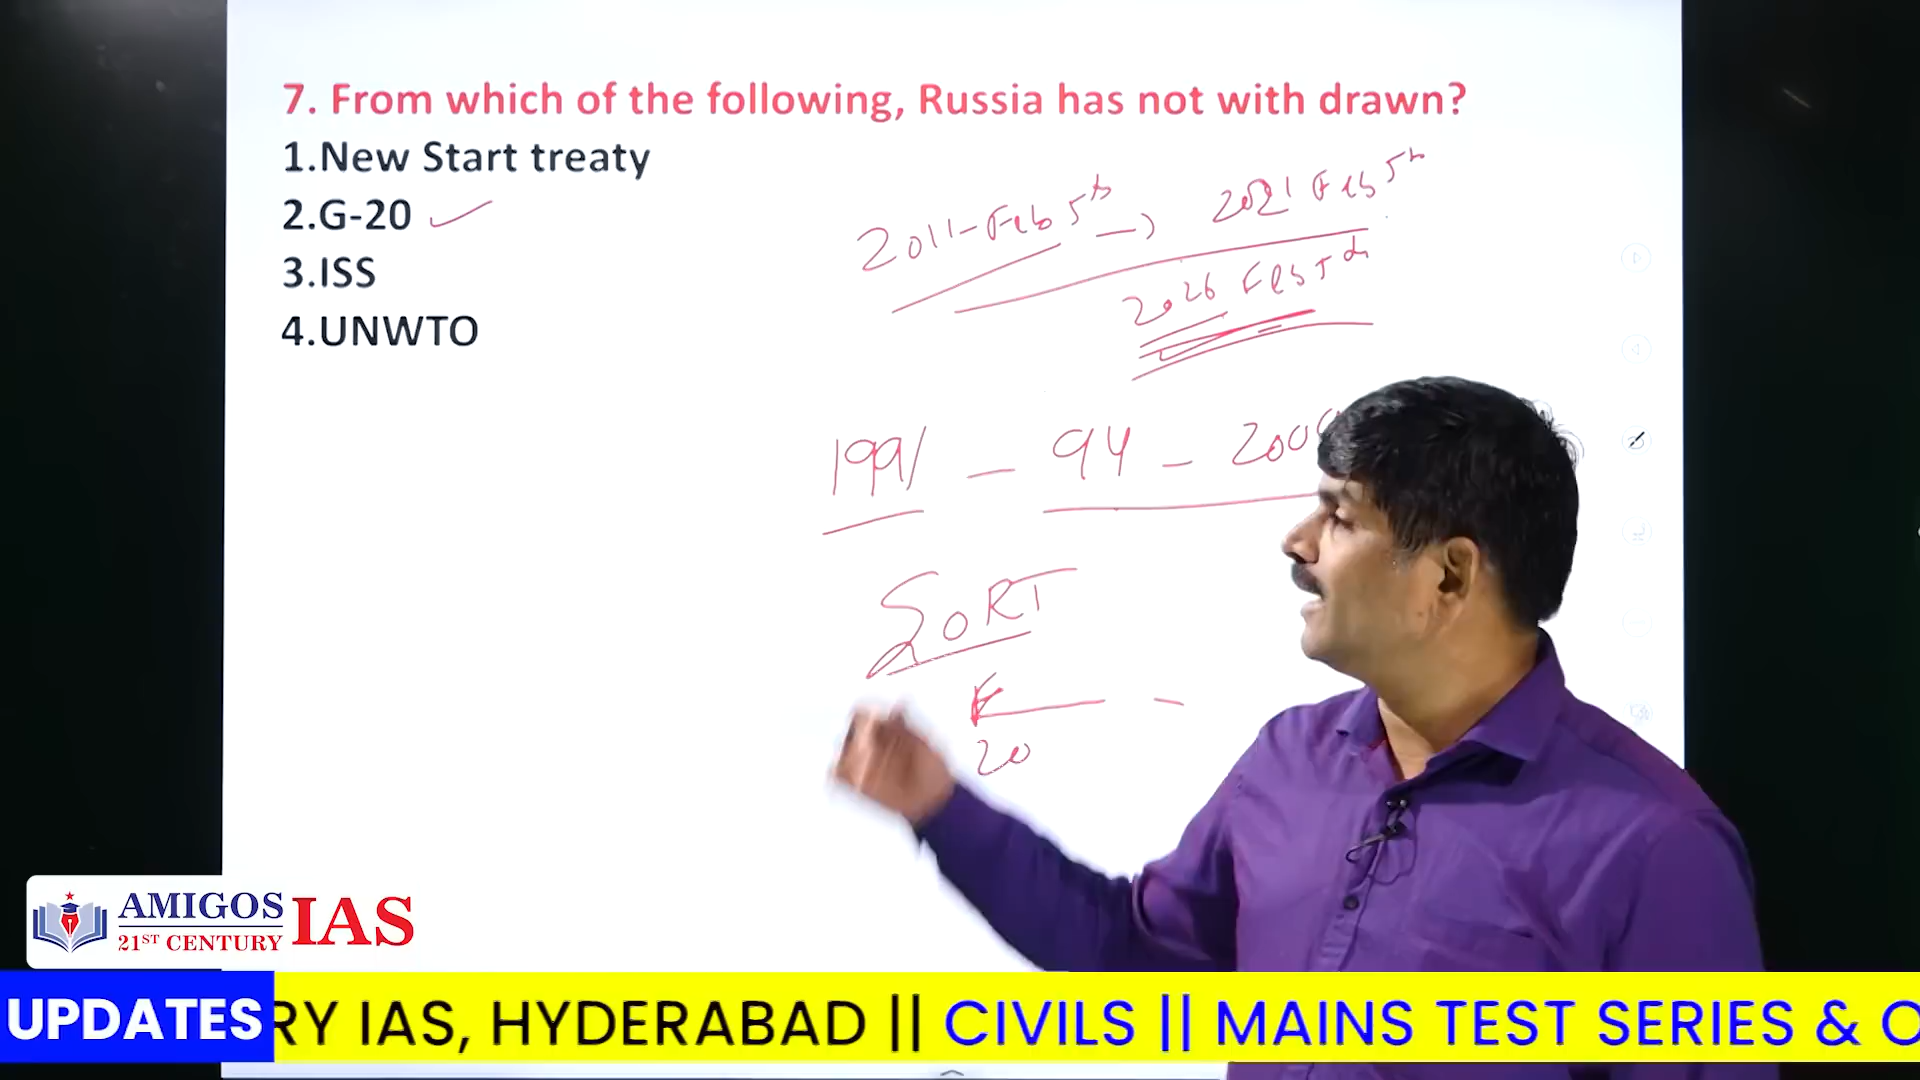 7. From which of the following, Russia has not with drawn?
1.New Start treaty
2.G-20
3.ISS
4.UNWTO
2011-Feb 5th → 2021 Feb 5th
2026 Feb 5th
1991 - 94 - 200
SORT
20
AMIGOS IAS
21ST CENTURY
UPDATES
RY IAS, HYDERABAD || CIVILS || MAINS TEST SERIES & O